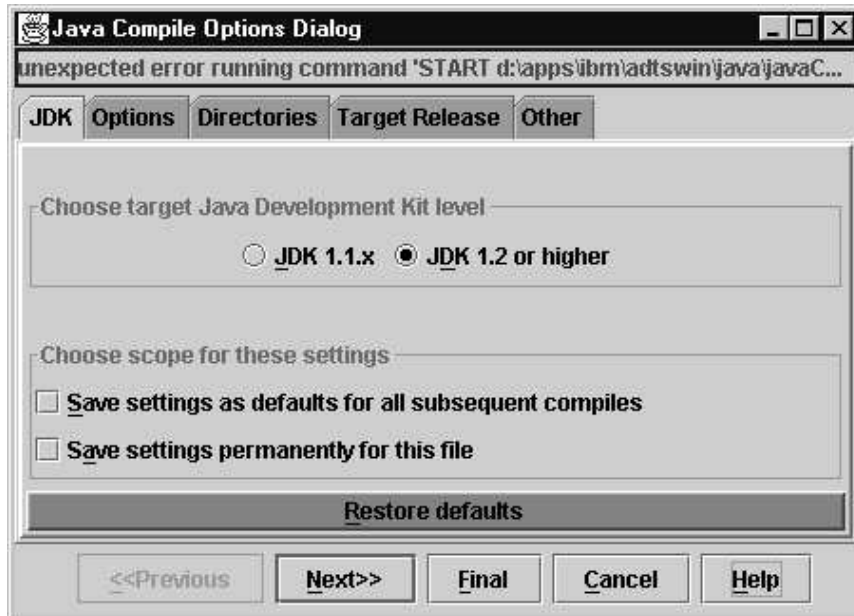 Java Compile Options Dialog
unexpected error running command 'START d:\apps\ibm\adtswin\java\javaC...
JDK Options Directories Target Release Other
Choose target Java Development Kit level
JDK 1.1.x JDK 1.2 or higher
Choose scope for these settings
Save settings as defaults for all subsequent compiles
Save settings permanently for this file
Restore defaults
<<Previous Next>> Final Cancel Help